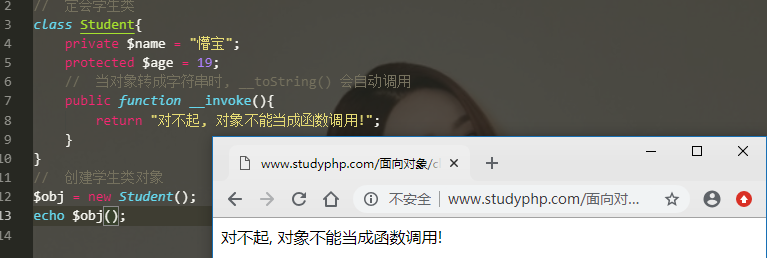 2 // 定会学生类
3 class Student{
4 private $name = "懵宝";
5 protected $age = 19;
6 // 当对象转成字符串时, __toString() 会自动调用
7 public function __invoke(){
8 return "对不起, 对象不能当成函数调用!";
9 }
10 }
11 // 创建学生类对象
12 $obj = new Student();
13 echo $obj();
14
www.studyphp.com/面向对象/cl
不安全 | www.studyphp.com/面向对...
对不起, 对象不能当成函数调用!